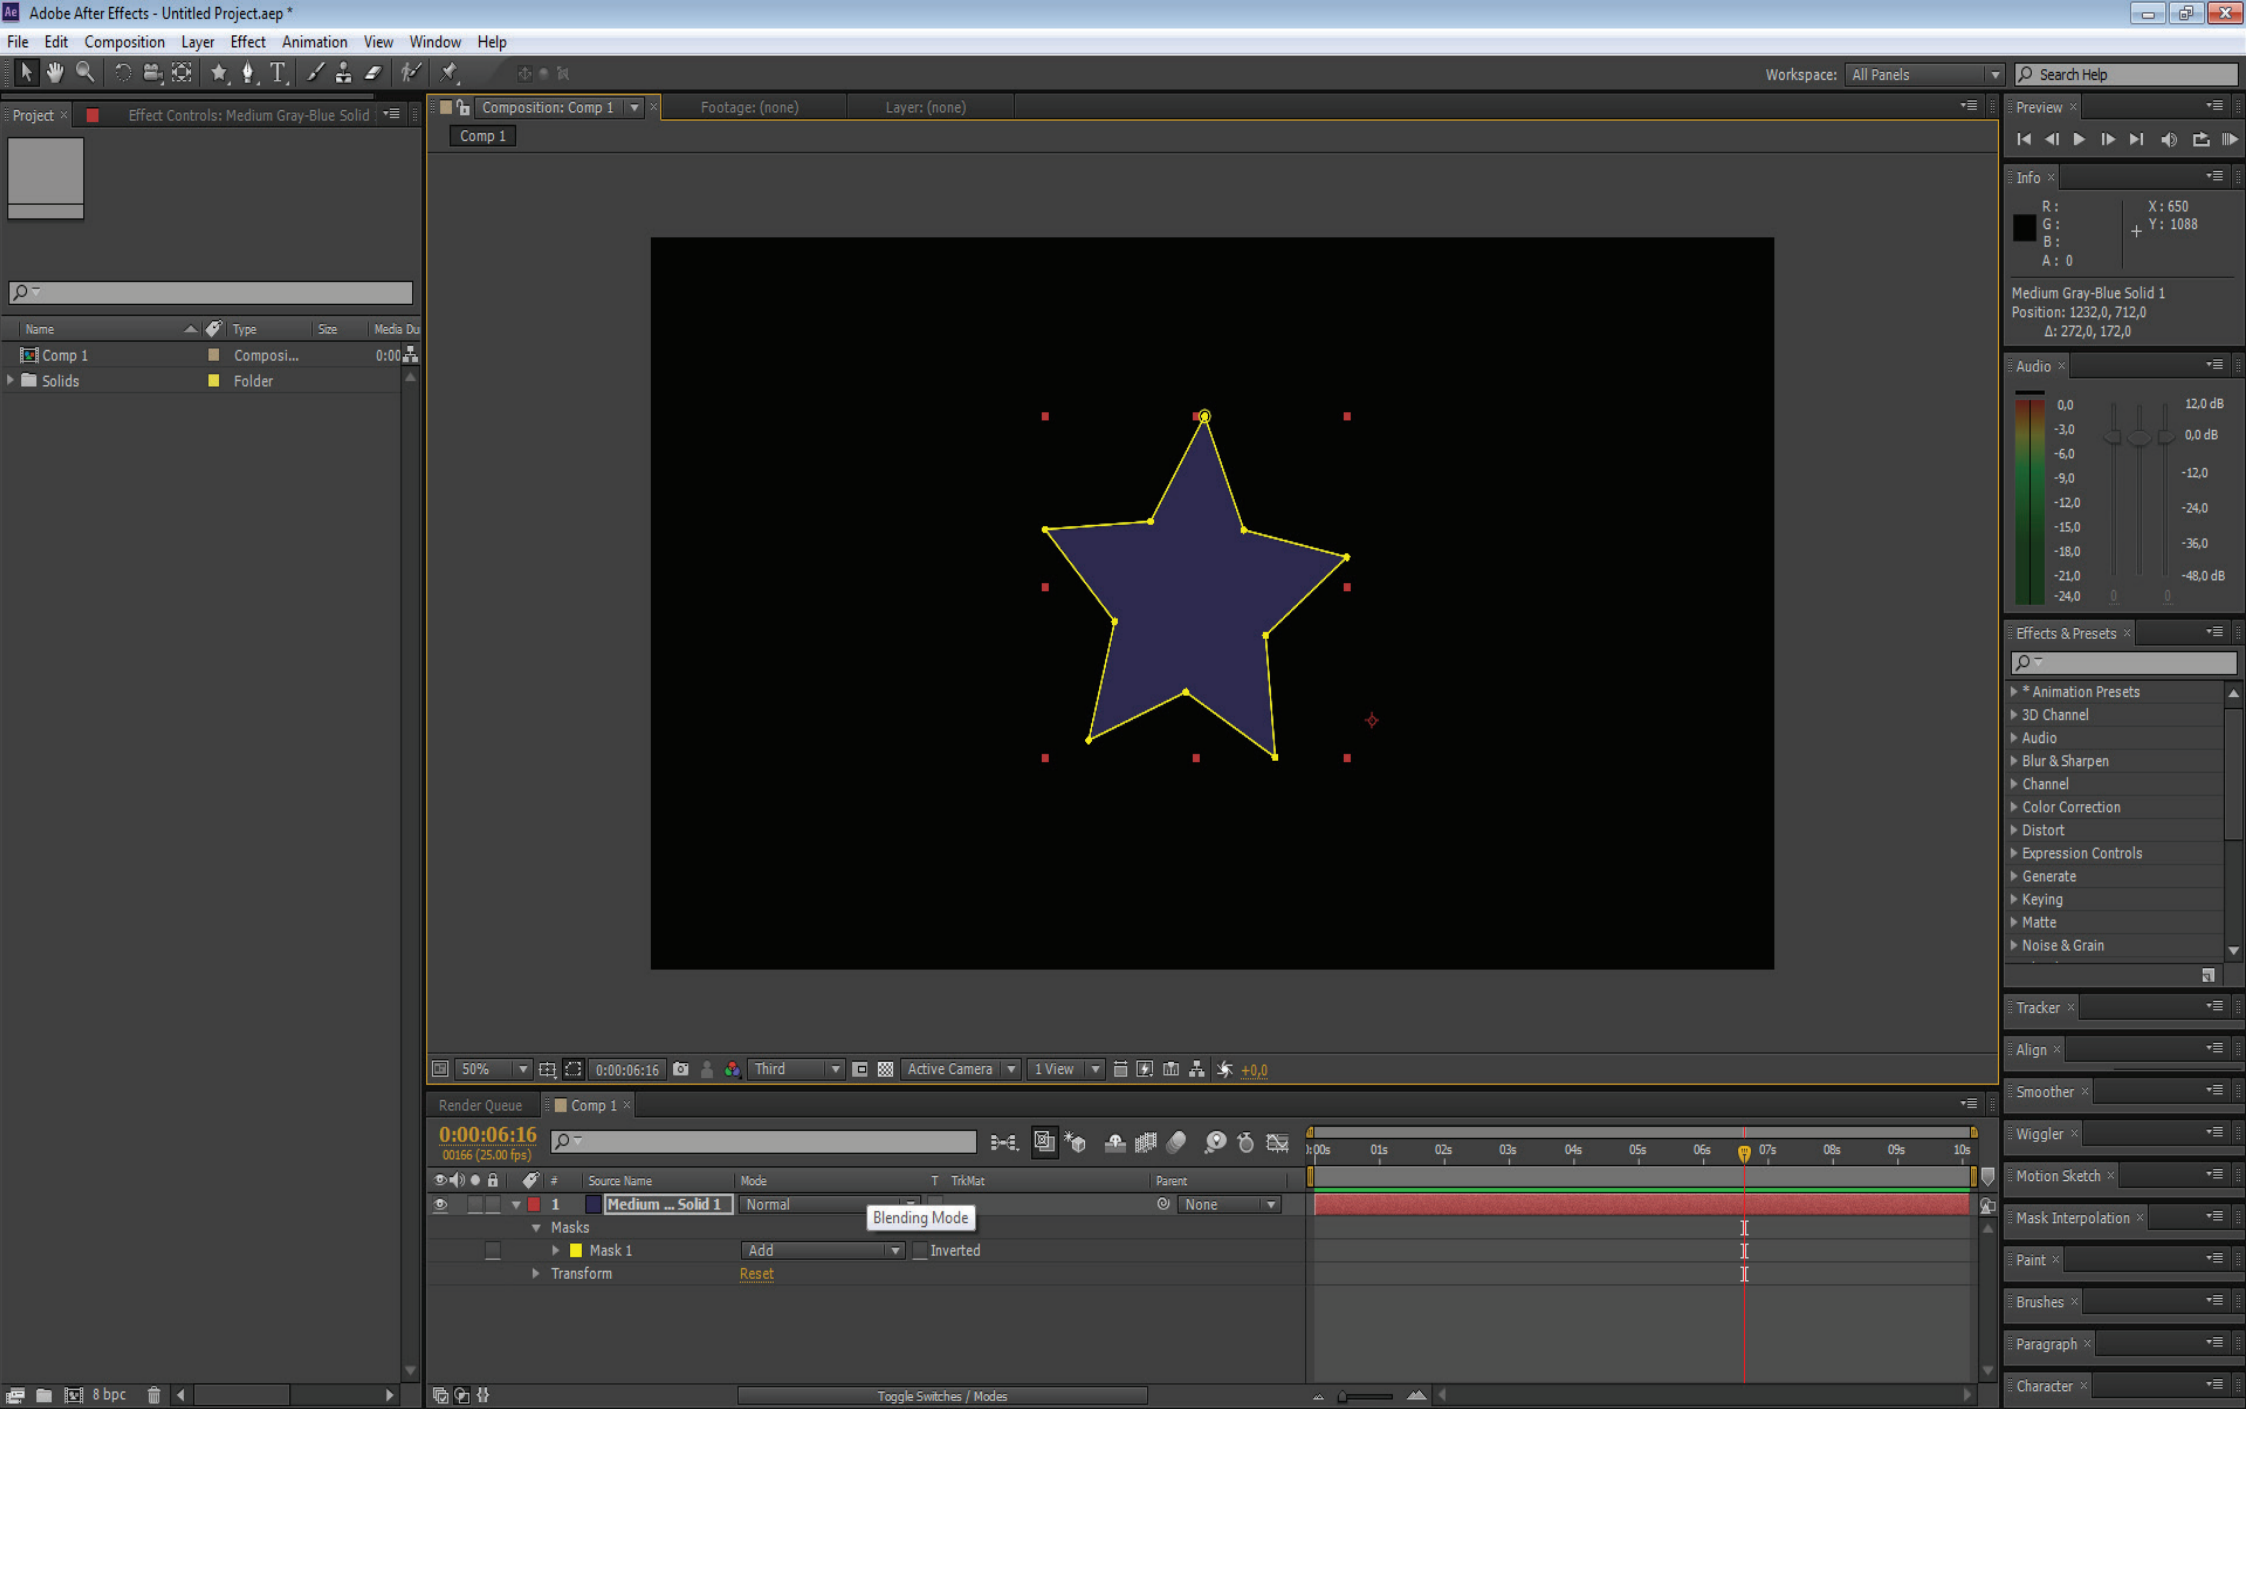 Adobe After Effects - Untitled Project.aep *
File Edit Composition Layer Effect Animation View Window Help
Workspace: All Panels
Search Help
Project
Effect Controls: Medium Gray-Blue Solid
Name Type Size Media Du
Comp 1 Composi... 0:00
Solids Folder
8 bpc
Composition: Comp 1
Footage: (none)
Layer: (none)
Comp 1
50% 0:00:06:16 Third Active Camera 1 View +0,0
Render Queue Comp 1
0:00:06:16
00166 (25.00 fps)
):00s 01s 02s 03s 04s 05s 06s 07s 08s 09s 10s
# Source Name Mode T TrkMat Parent
1 Medium ... Solid 1 Normal None
Blending Mode
Masks
Mask 1 Add Inverted
Transform Reset
Toggle Switches / Modes
Preview
Info
R: X: 650
G: Y: 1088
B:
A: 0
Medium Gray-Blue Solid 1
Position: 1232,0, 712,0
Δ: 272,0, 172,0
Audio
0,0 12,0 dB
-3,0 0,0 dB
-6,0
-9,0 -12,0
-12,0 -24,0
-15,0
-18,0 -36,0
-21,0 -48,0 dB
-24,0 0 0
Effects & Presets
* Animation Presets
3D Channel
Audio
Blur & Sharpen
Channel
Color Correction
Distort
Expression Controls
Generate
Keying
Matte
Noise & Grain
Tracker
Align
Smoother
Wiggler
Motion Sketch
Mask Interpolation
Paint
Brushes
Paragraph
Character